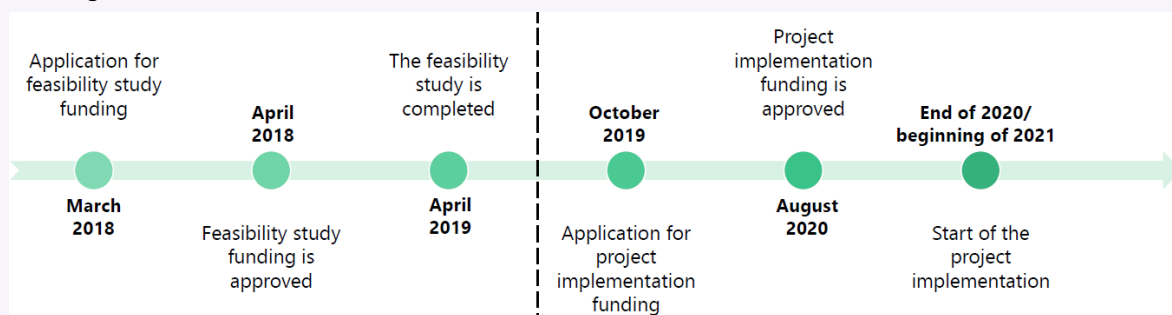 Application for
feasibility study
funding
March
2018
April
2018
Feasibility study
funding is
approved
The feasibility
study is
completed
April
2019
October
2019
Application for
project
implementation
funding
Project
implementation
funding is
approved
August
2020
End of 2020/
beginning of 2021
Start of the
project
implementation